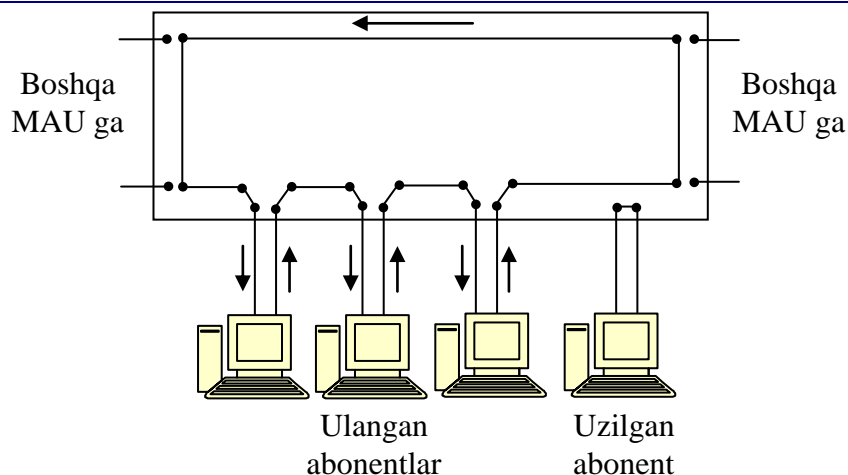 Boshqa
MAU ga
Boshqa
MAU ga
Ulangan
abonentlar
Uzilgan
abonent